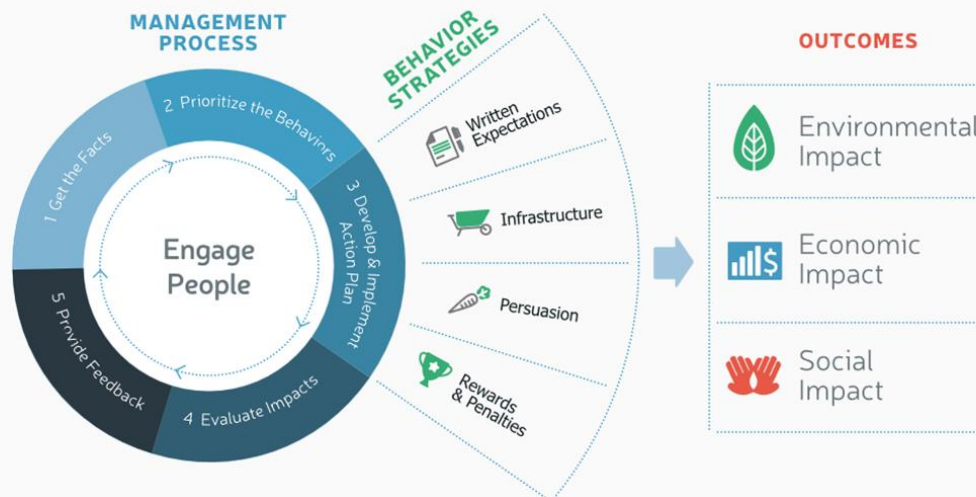 MANAGEMENT
PROCESS
1 Get the Facts
2 Prioritize the Behaviors
3 Develop & Implement
Action Plan
4 Evaluate Impacts
5 Provide Feedback
Engage
People
BEHAVIOR
STRATEGIES
Written
Expectations
Infrastructure
Persuasion
Rewards
& Penalties
OUTCOMES
Environmental
Impact
$
Economic
Impact
Social
Impact